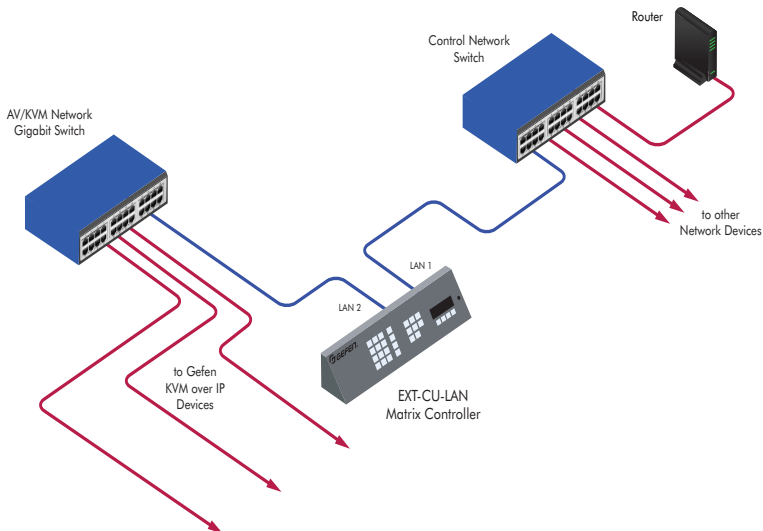 Router
Control Network
Switch
AV/KVM Network
Gigabit Switch
to other
Network Devices
LAN 1
LAN 2
GEFEN
to Gefen
KVM over IP
Devices
EXT-CU-LAN
Matrix Controller